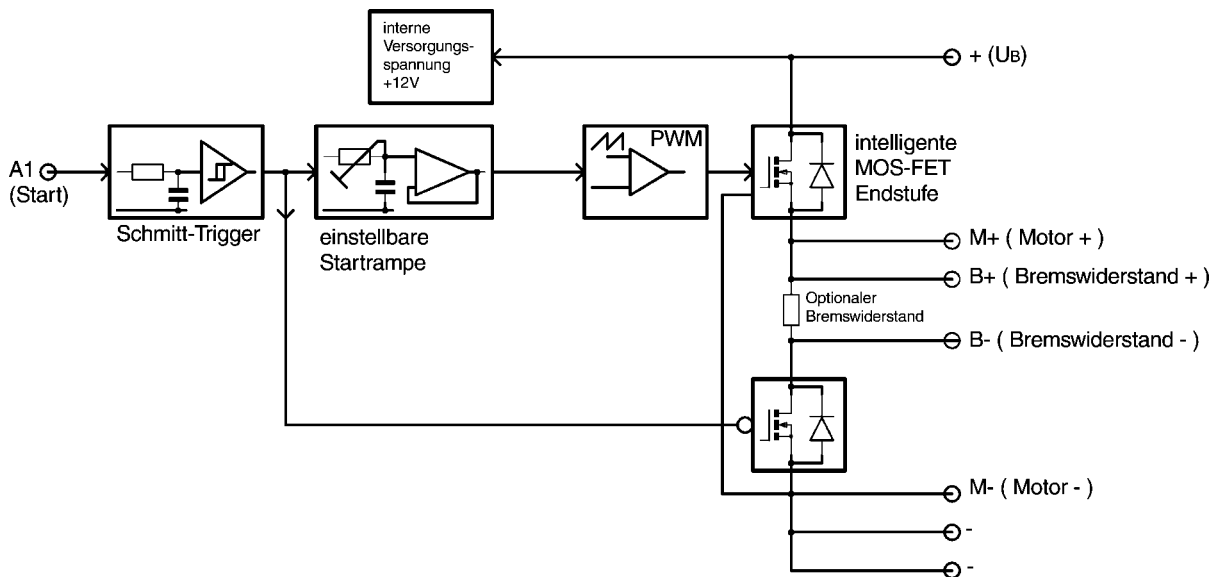 interne
Versorgungs-
spannung
+12V
+ (UB)
A1
(Start)
PWM
intelligente
MOS-FET
Endstufe
Schmitt-Trigger
einstellbare
Startrampe
M+ ( Motor + )
B+ ( Bremswiderstand + )
Optionaler
Bremswiderstand
B- ( Bremswiderstand - )
M- ( Motor - )
-
-